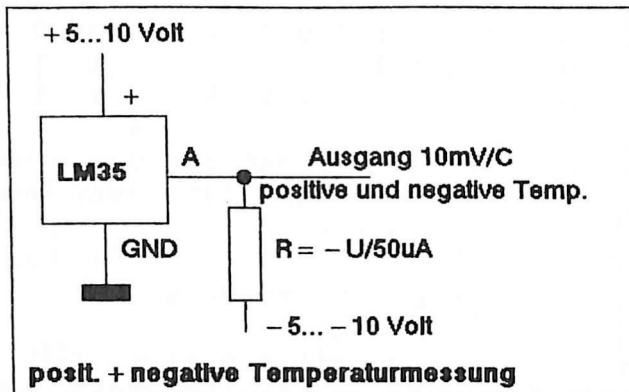 + 5...10 Volt
+
LM35
A
Ausgang 10mV/C
positive und negative Temp.
GND
R = – U/50uA
– 5... – 10 Volt
posit. + negative Temperaturmessung